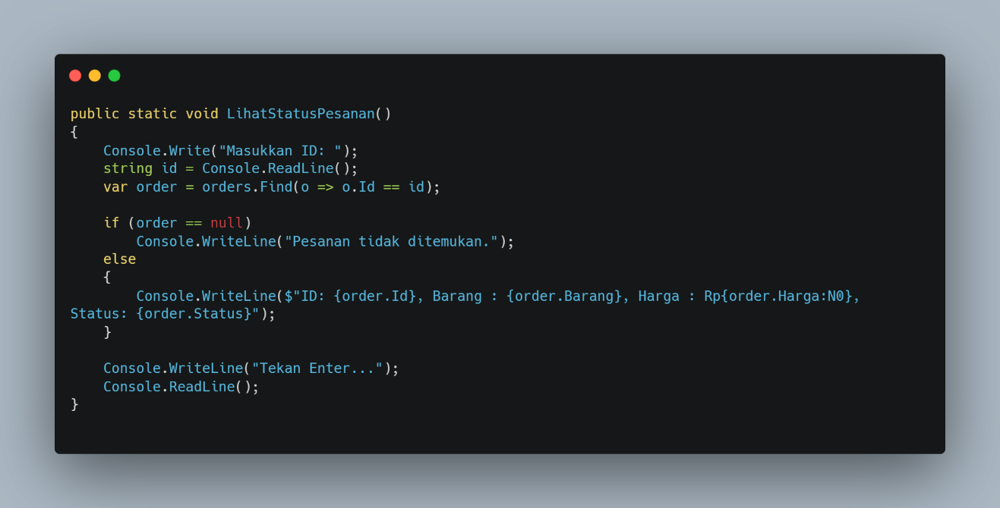 public static void LihatStatusPesanan()
{
    Console.Write("Masukkan ID: ");
    string id = Console.ReadLine();
    var order = orders.Find(o => o.Id == id);

    if (order == null)
        Console.WriteLine("Pesanan tidak ditemukan.");
    else
    {
        Console.WriteLine($"ID: {order.Id}, Barang : {order.Barang}, Harga : Rp{order.Harga:N0},
Status: {order.Status}");
    }

    Console.WriteLine("Tekan Enter...");
    Console.ReadLine();
}